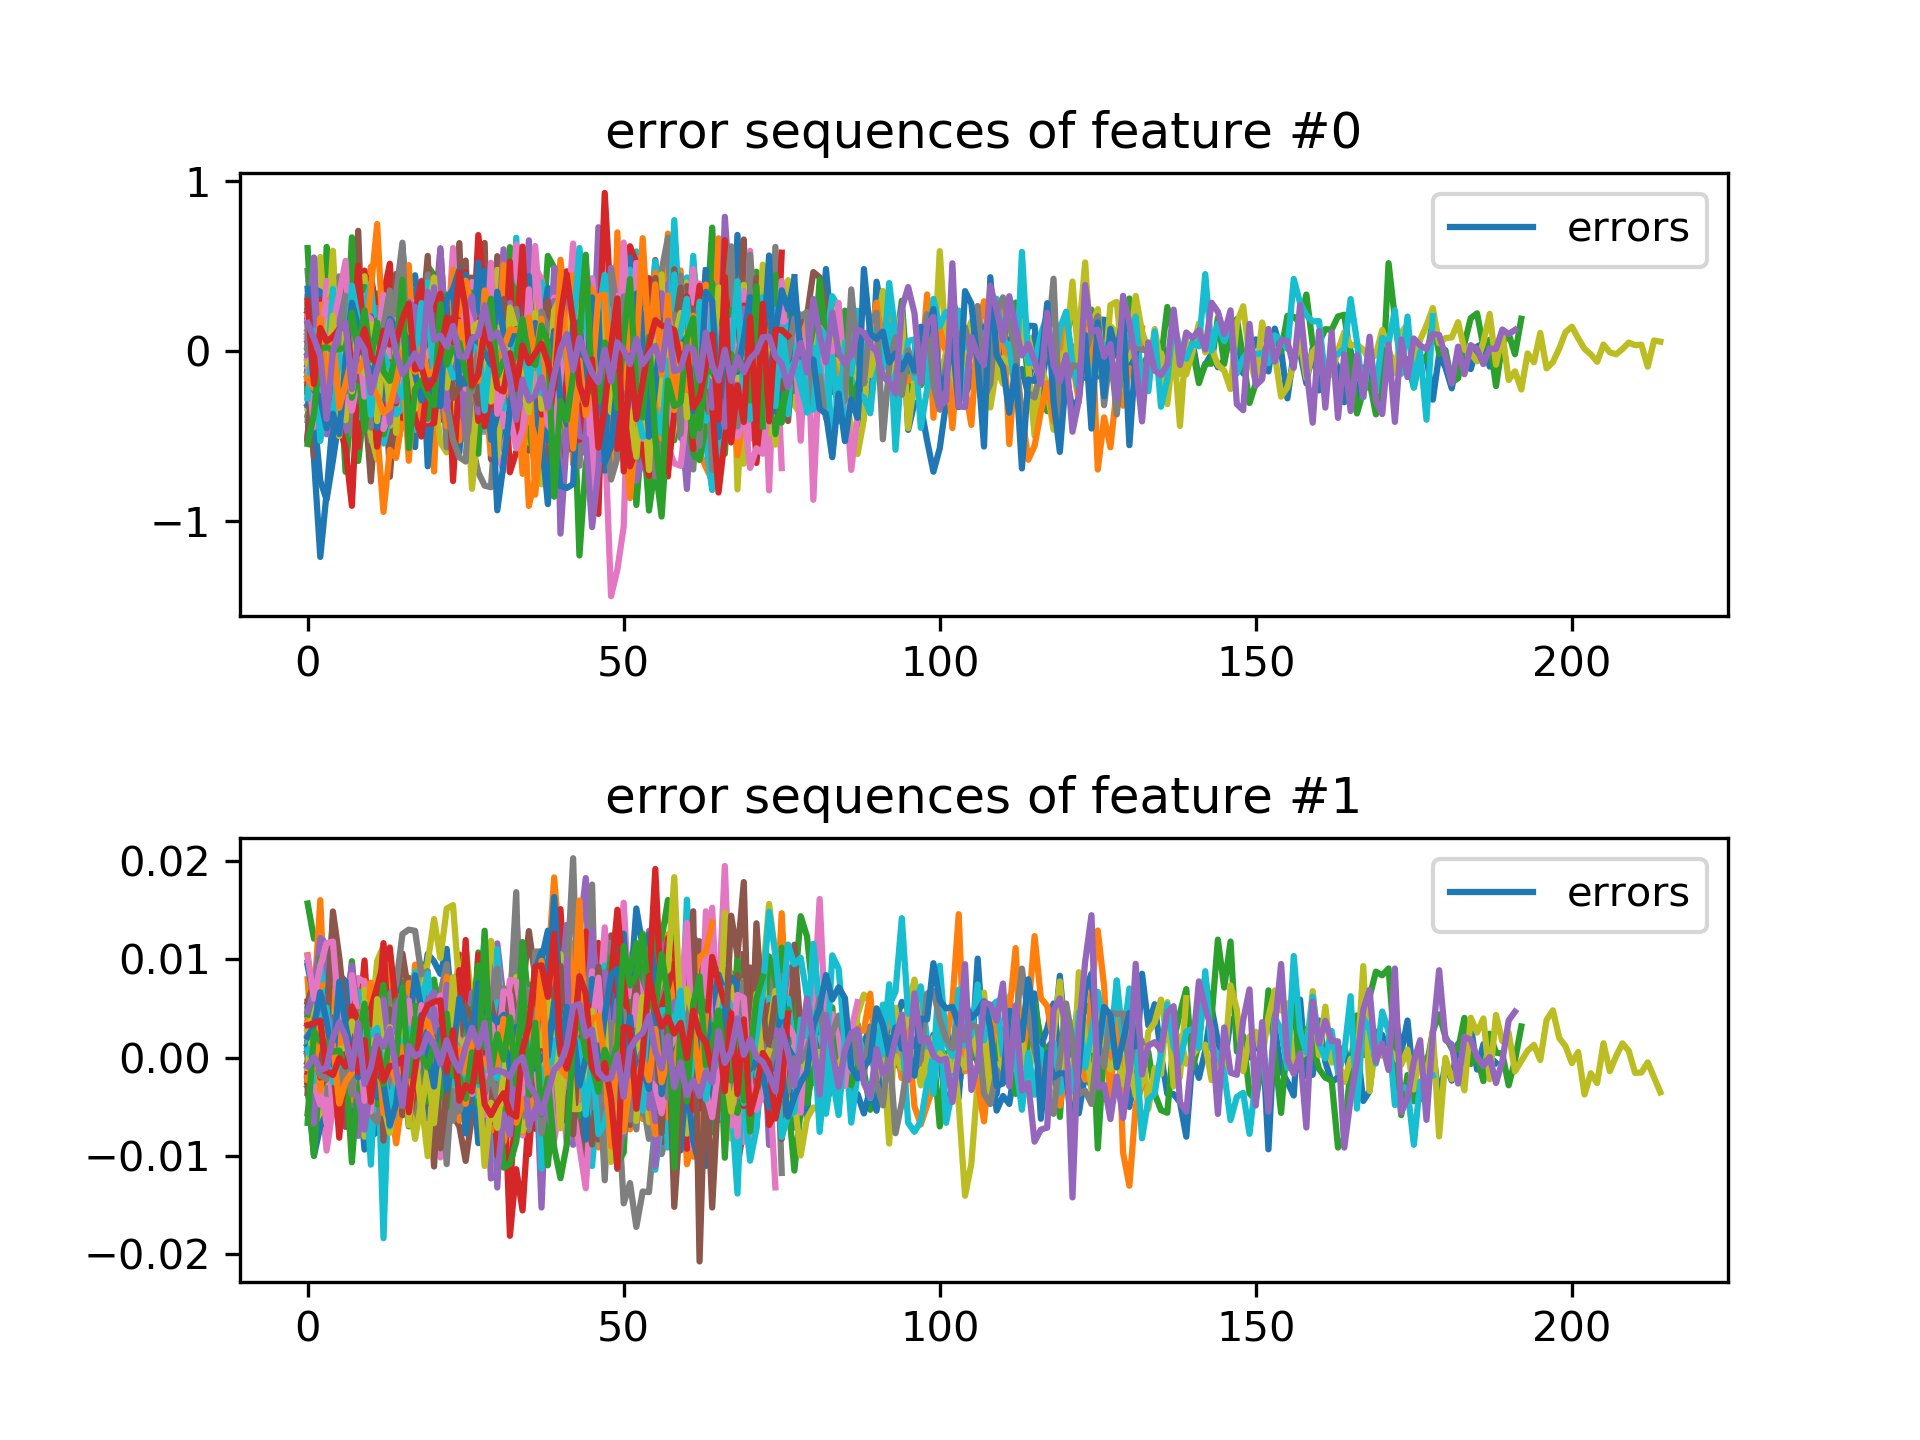 error sequences of feature #0
1
0
−1
errors
0 50 100 150 200
error sequences of feature #1
0.02
0.01
0.00
−0.01
−0.02
errors
0 50 100 150 200